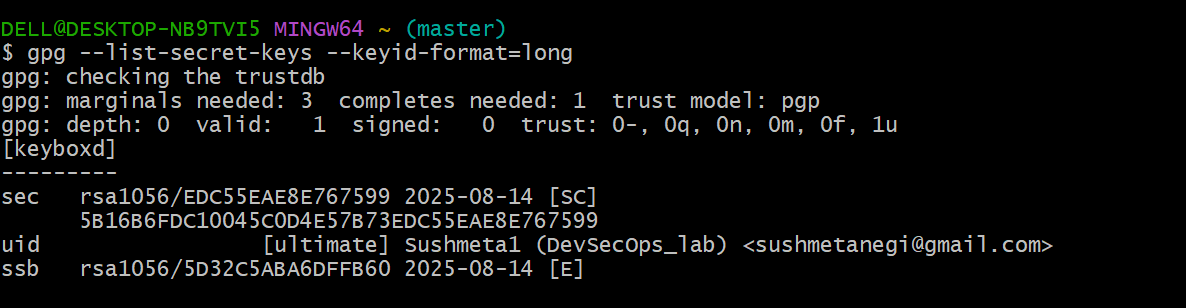 DELL@DESKTOP-NB9TVI5 MINGW64 ~ (master)
$ gpg --list-secret-keys --keyid-format=long
gpg: checking the trustdb
gpg: marginals needed: 3  completes needed: 1  trust model: pgp
gpg: depth: 0  valid:   1  signed:   0  trust: 0-, 0q, 0n, 0m, 0f, 1u
[keyboxd]
---------
sec   rsa1056/EDC55EAE8E767599 2025-08-14 [SC]
      5B16B6FDC10045C0D4E57B73EDC55EAE8E767599
uid                 [ultimate] Sushmeta1 (DevSecOps_lab) <sushmetanegi@gmail.com>
ssb   rsa1056/5D32C5ABA6DFFB60 2025-08-14 [E]